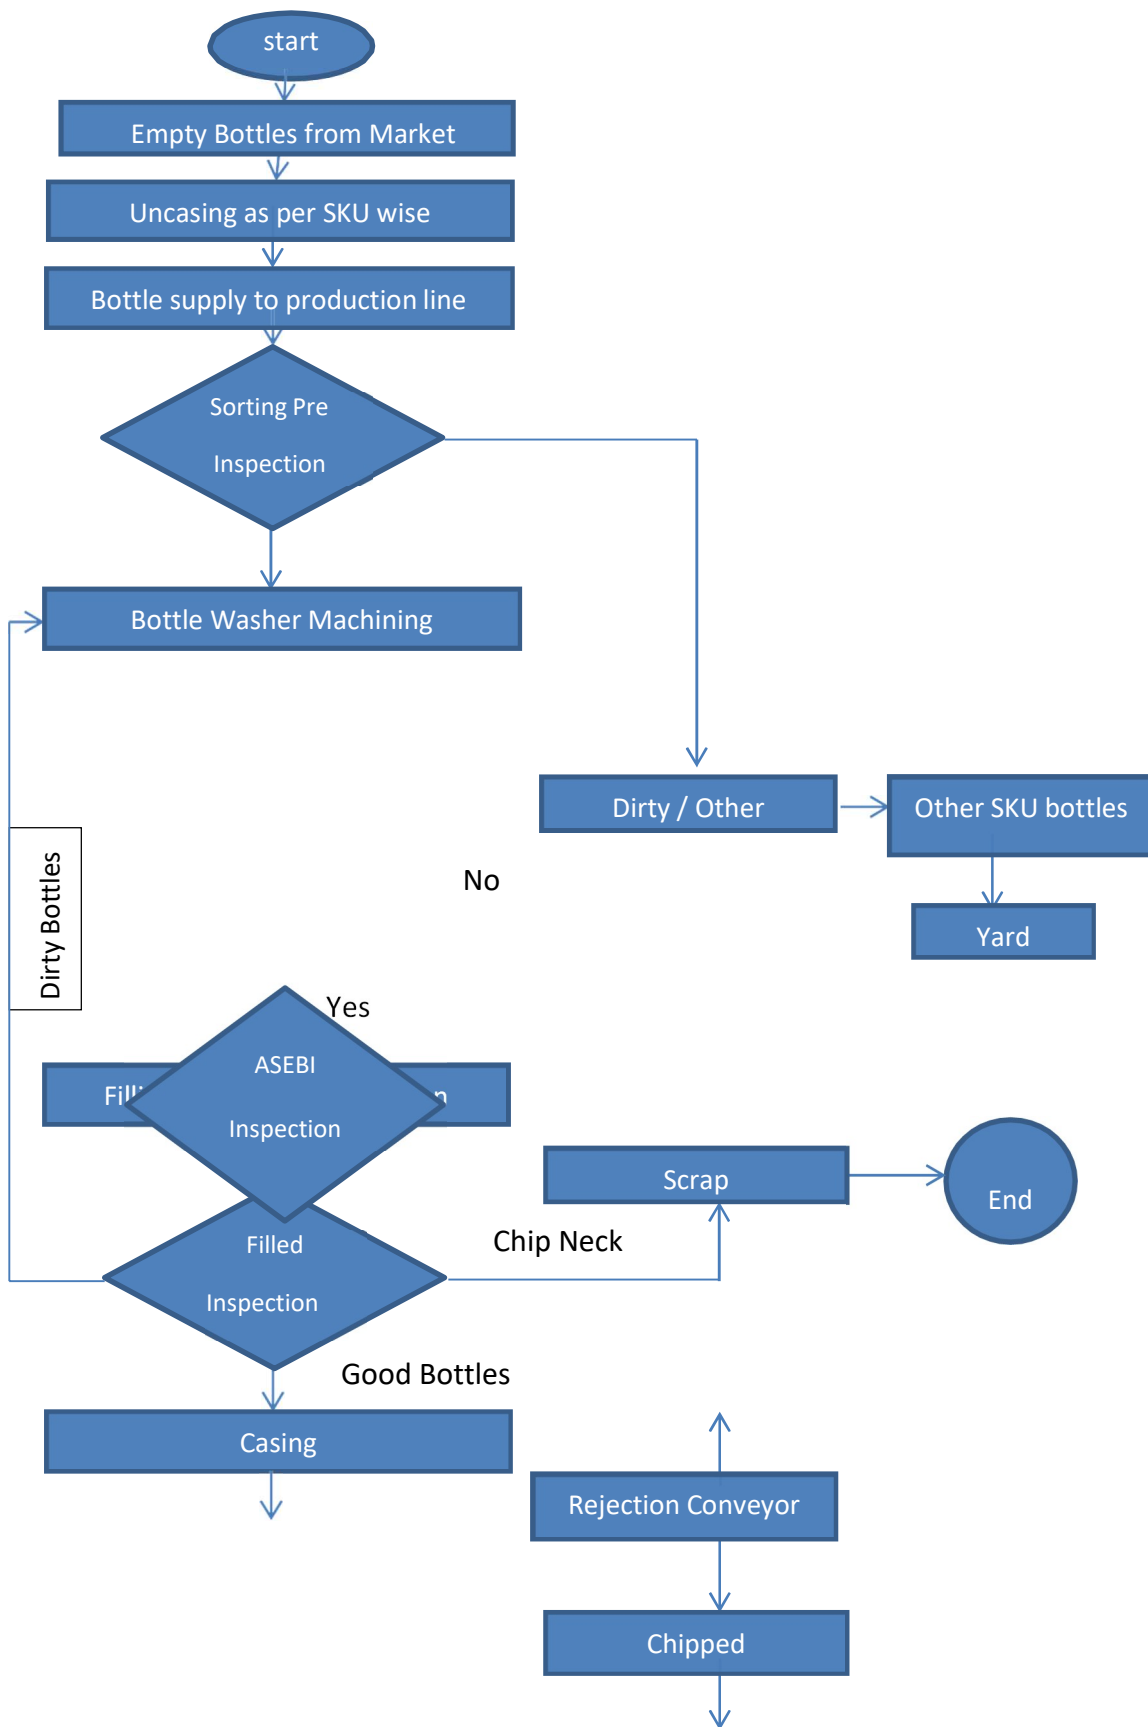 start
Empty Bottles from Market
Uncasing as per SKU wise
Bottle supply to production line
Sorting Pre
Inspection
Bottle Washer Machining
Dirty / Other
Other SKU bottles
Dirty Bottles
No
Yard
Yes
ASEBI
Inspection
Scrap
End
Filled
Inspection
Chip Neck
Good Bottles
Casing
Rejection Conveyor
Chipped